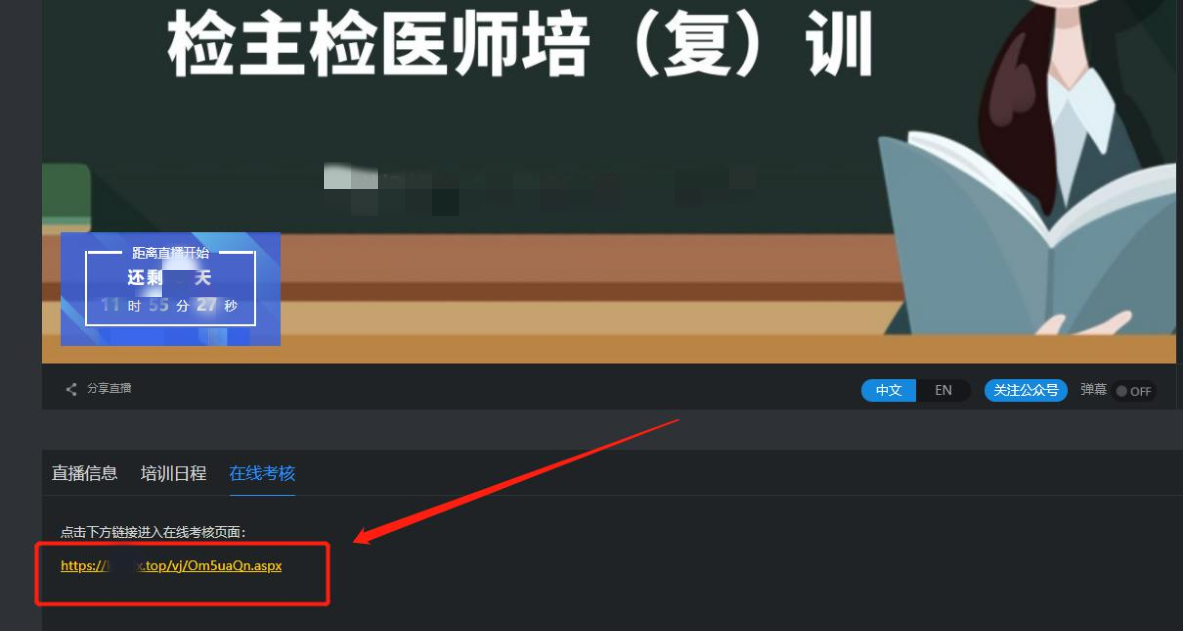 检主检医师培（复）训
距离直播开始
还剩 天
11 时 55 分 27 秒
分享直播
中文 EN 关注公众号 弹幕 OFF
直播信息 培训日程 在线考核
点击下方链接进入在线考核页面：
https:// x.top/vj/Om5uaQn.aspx